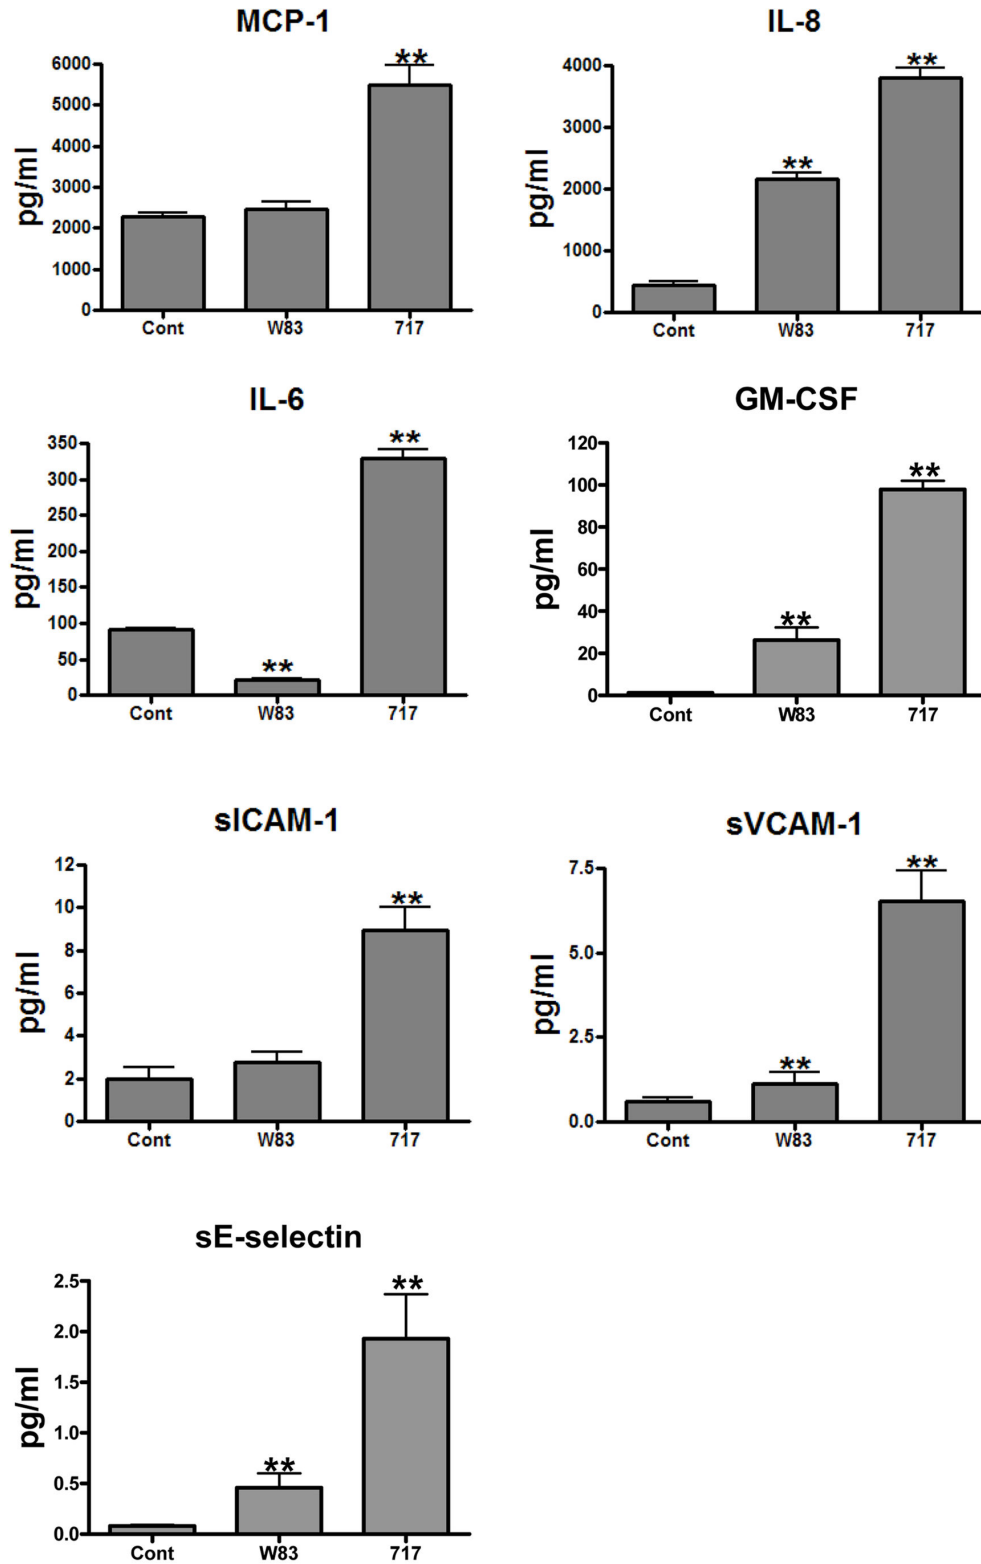 MCP-1
6000
5000
4000
3000
2000
1000
0
pg/ml
**
Cont W83 717
IL-8
4000
3000
2000
1000
0
pg/ml
**
**
Cont W83 717
IL-6
350
300
250
200
150
100
50
0
pg/ml
**
**
Cont W83 717
GM-CSF
120
100
80
60
40
20
0
pg/ml
**
**
Cont W83 717
sICAM-1
12
10
8
6
4
2
0
pg/ml
**
Cont W83 717
sVCAM-1
7.5
5.0
2.5
0.0
pg/ml
**
**
Cont W83 717
sE-selectin
2.5
2.0
1.5
1.0
0.5
0.0
pg/ml
**
**
Cont W83 717